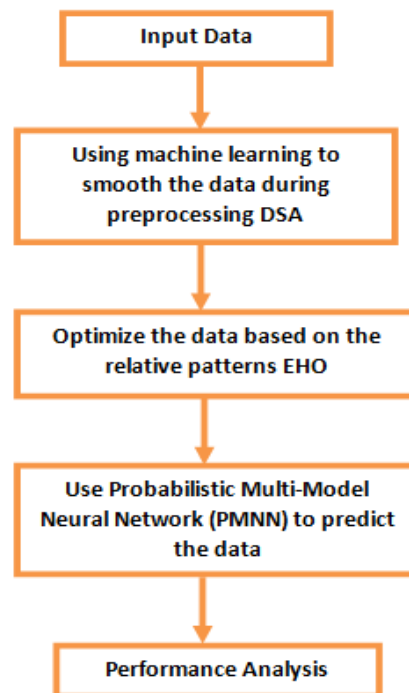 Input Data
Using machine learning to
smooth the data during
preprocessing DSA
Optimize the data based on the
relative patterns EHO
Use Probabilistic Multi-Model
Neural Network (PMNN) to predict
the data
Performance Analysis